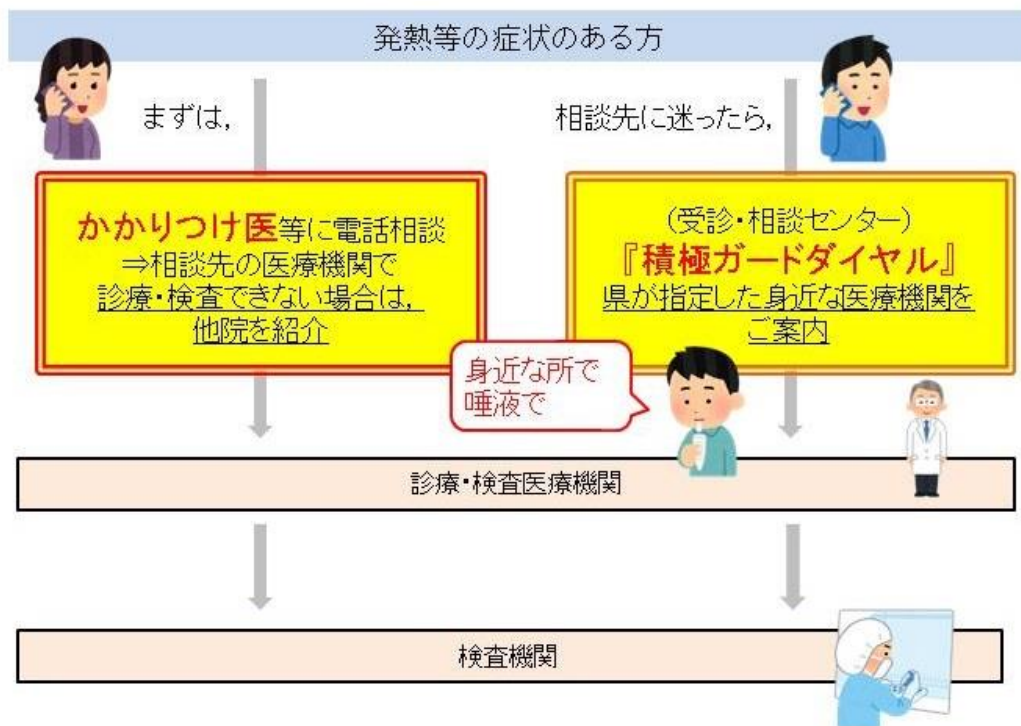 発熱等の症状のある方
まずは,
相談先に迷ったら,
かかりつけ医等に電話相談
⇒相談先の医療機関で
診療・検査できない場合は,
他院を紹介
(受診・相談センター)
『積極ガードダイヤル』
県が指定した身近な医療機関を
ご案内
身近な所で
唾液で
診療・検査医療機関
検査機関